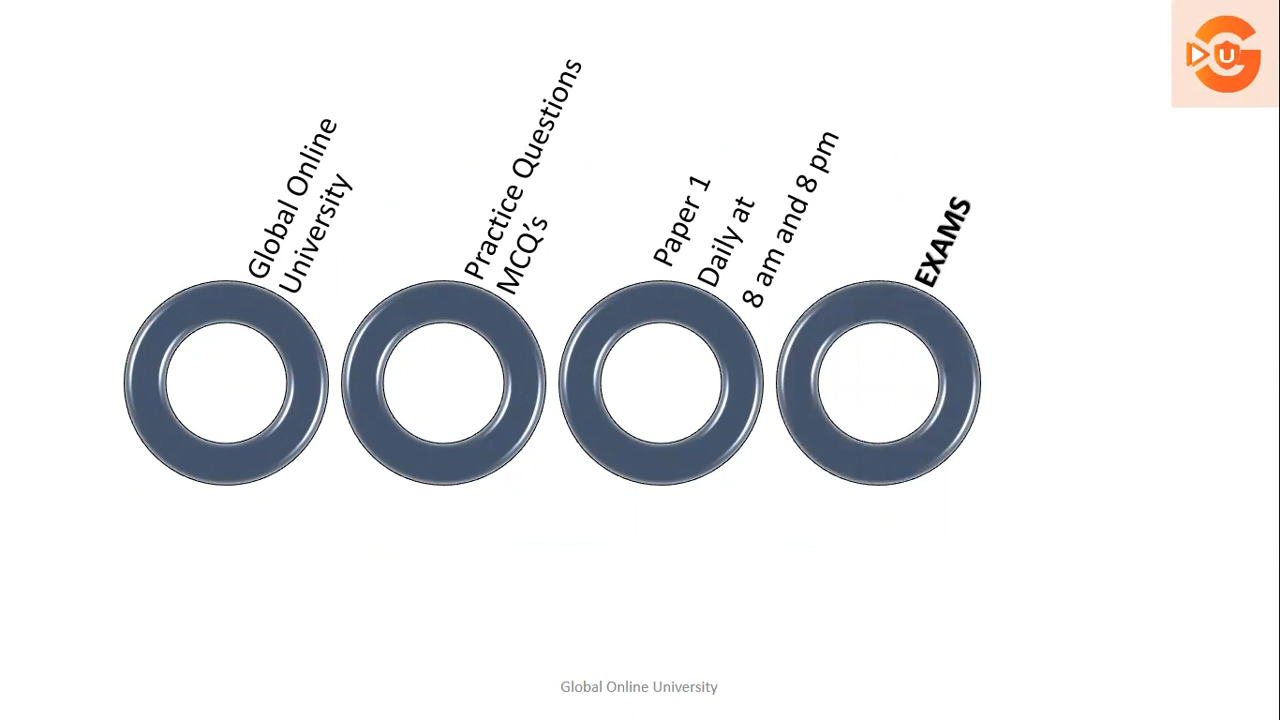 Global Online
University
Practice Questions
MCQ's
Paper 1
Daily at
8 am and 8 pm
EXAMS
U
Global Online University